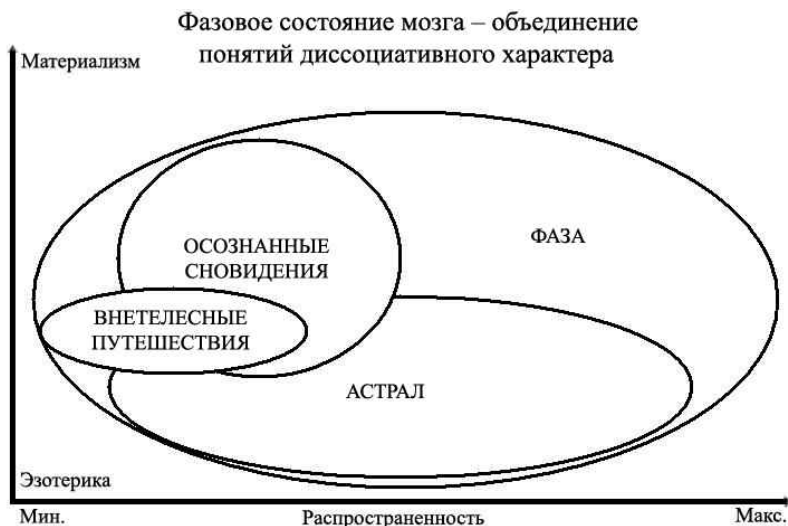 Фазовое состояние мозга – объединение
понятий диссоциативного характера
Материализм
ОСОЗНАННЫЕ
СНОВИДЕНИЯ
ФАЗА
ВНЕТЕЛЕСНЫЕ
ПУТЕШЕСТВИЯ
АСТРАЛ
Эзотерика
Мин.
Распространенность
Макс.